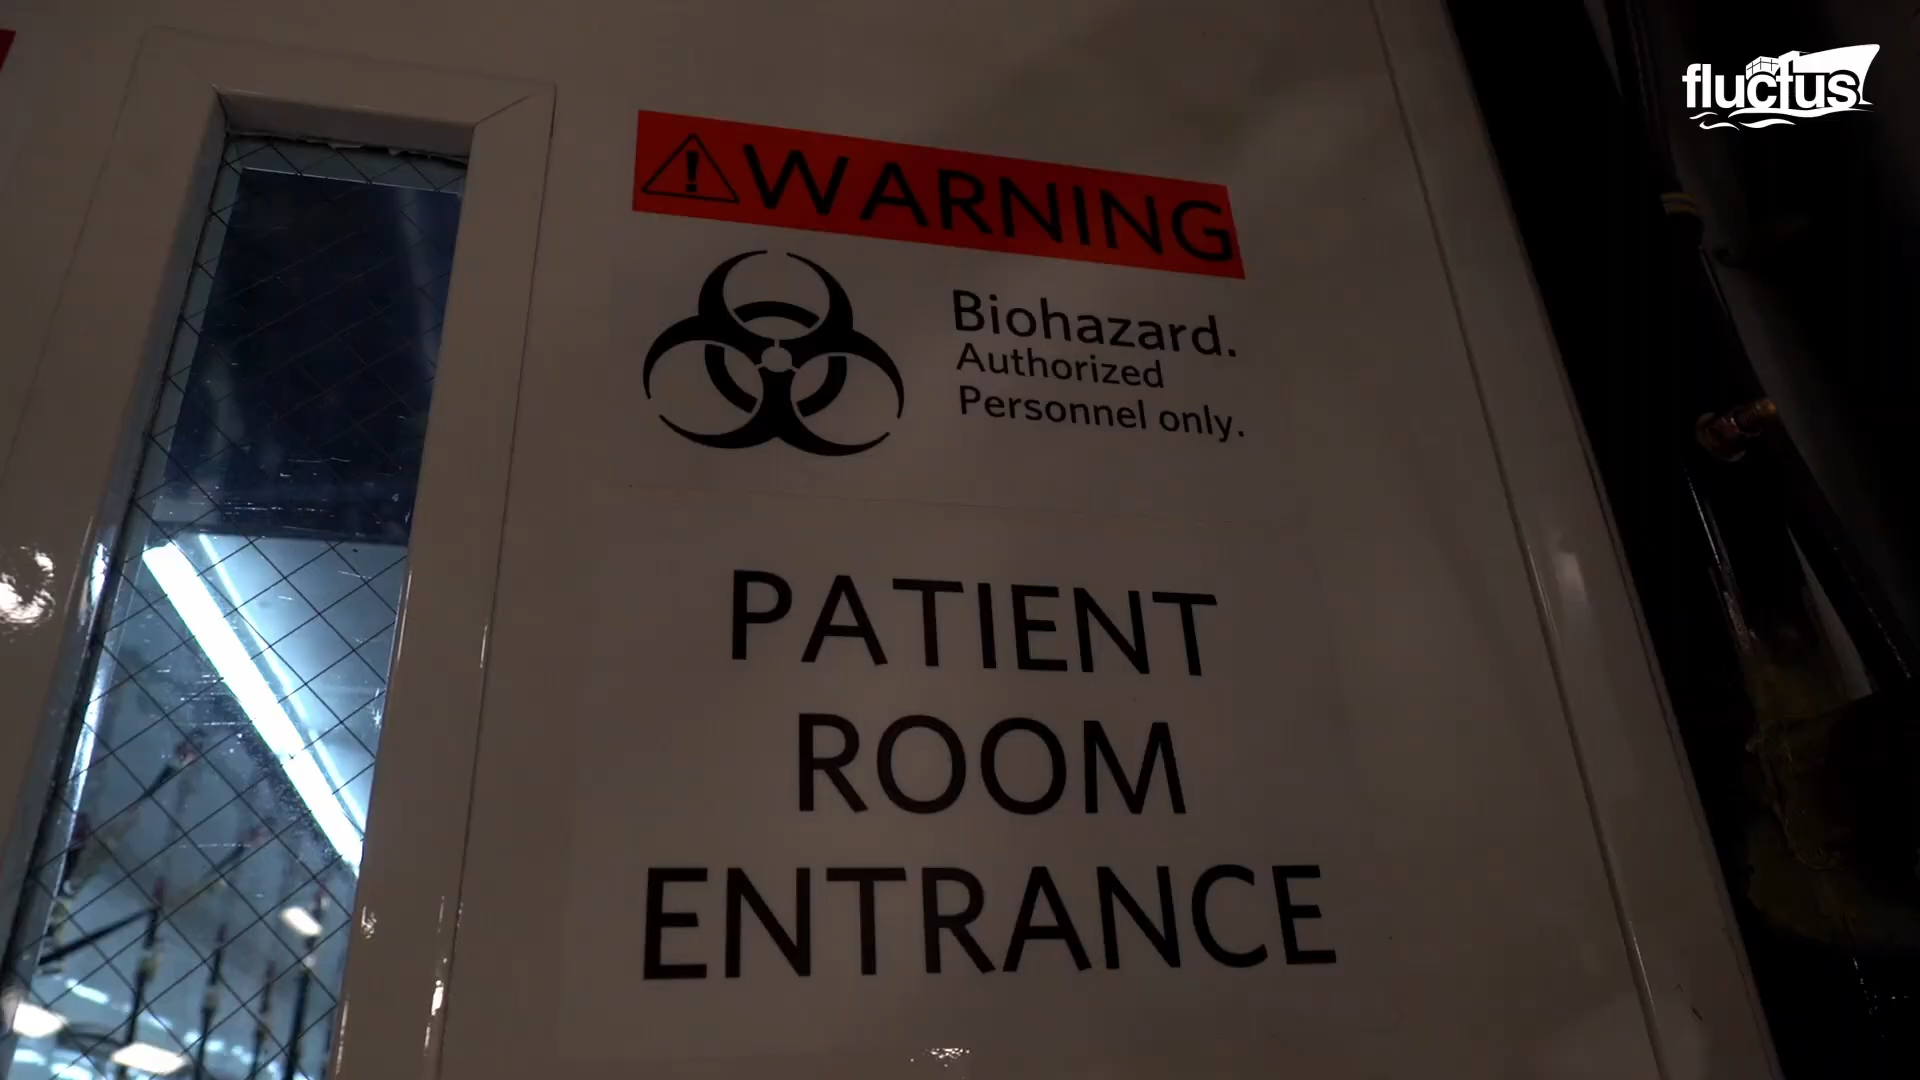 fluctus
WARNING
Biohazard.
Authorized
Personnel only.
PATIENT
ROOM
ENTRANCE